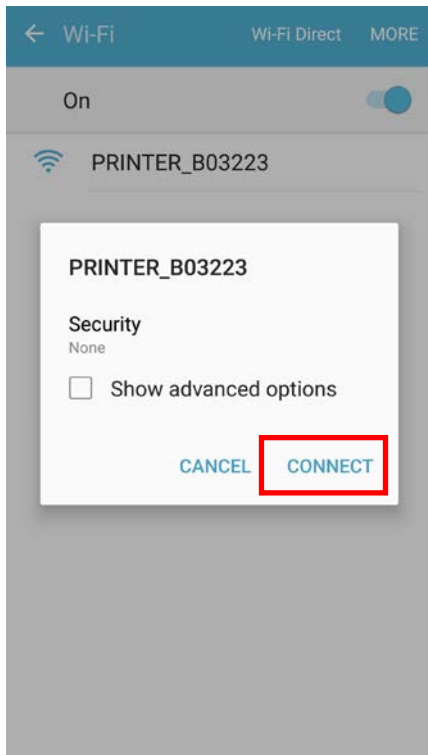 Wi-Fi Wi-Fi Direct MORE
On
PRINTER_B03223
PRINTER_B03223
Security
None
Show advanced options
CANCEL CONNECT